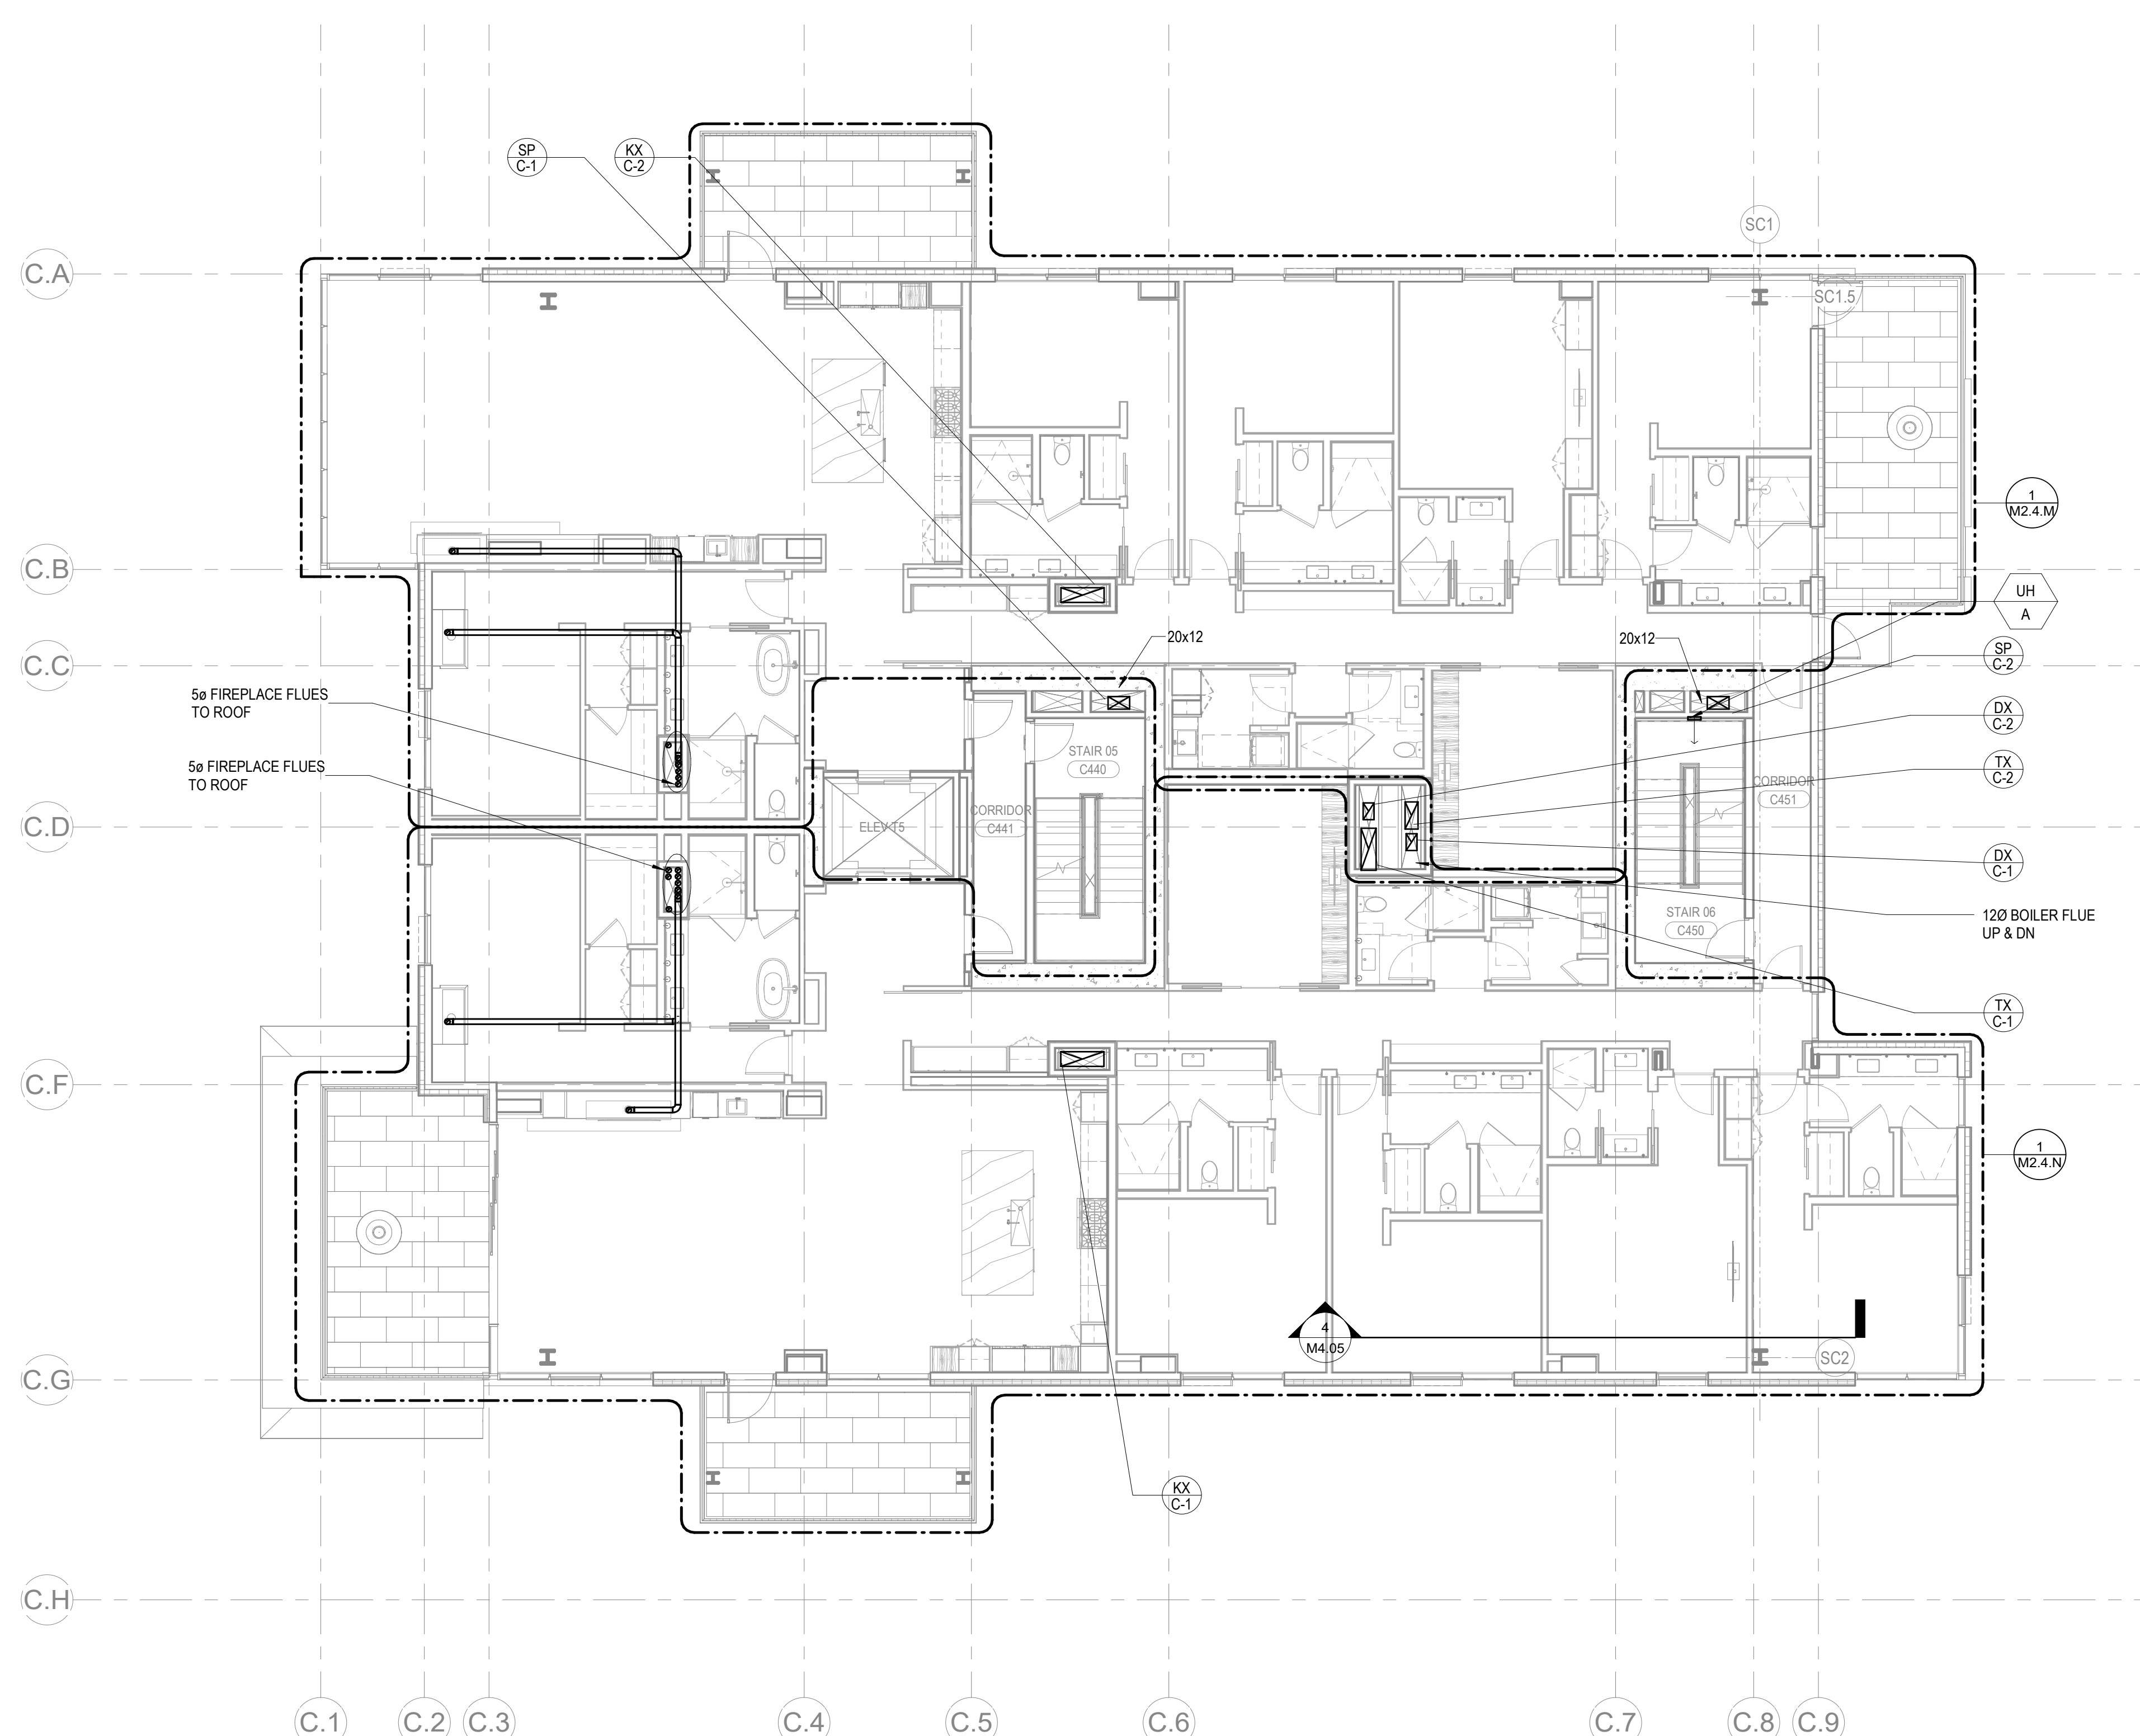 SP
C-1
KX
C-2
SC1
C.A
SC1.5
1
M2.4.M
C.B
UH
A
20x12
20x12
C.C
SP
C-2
5ø FIREPLACE FLUES
TO ROOF
DX
C-2
STAIR 05
C440
5ø FIREPLACE FLUES
TO ROOF
TX
C-2
CORRIDOR
C451
C.D
ELEV T5
CORRIDOR
C441
DX
C-1
STAIR 06
C450
12Ø BOILER FLUE
UP & DN
TX
C-1
C.F
1
M2.4.N
4
M4.05
SC2
C.G
KX
C-1
C.H
C.1
C.2
C.3
C.4
C.5
C.6
C.7
C.8
C.9